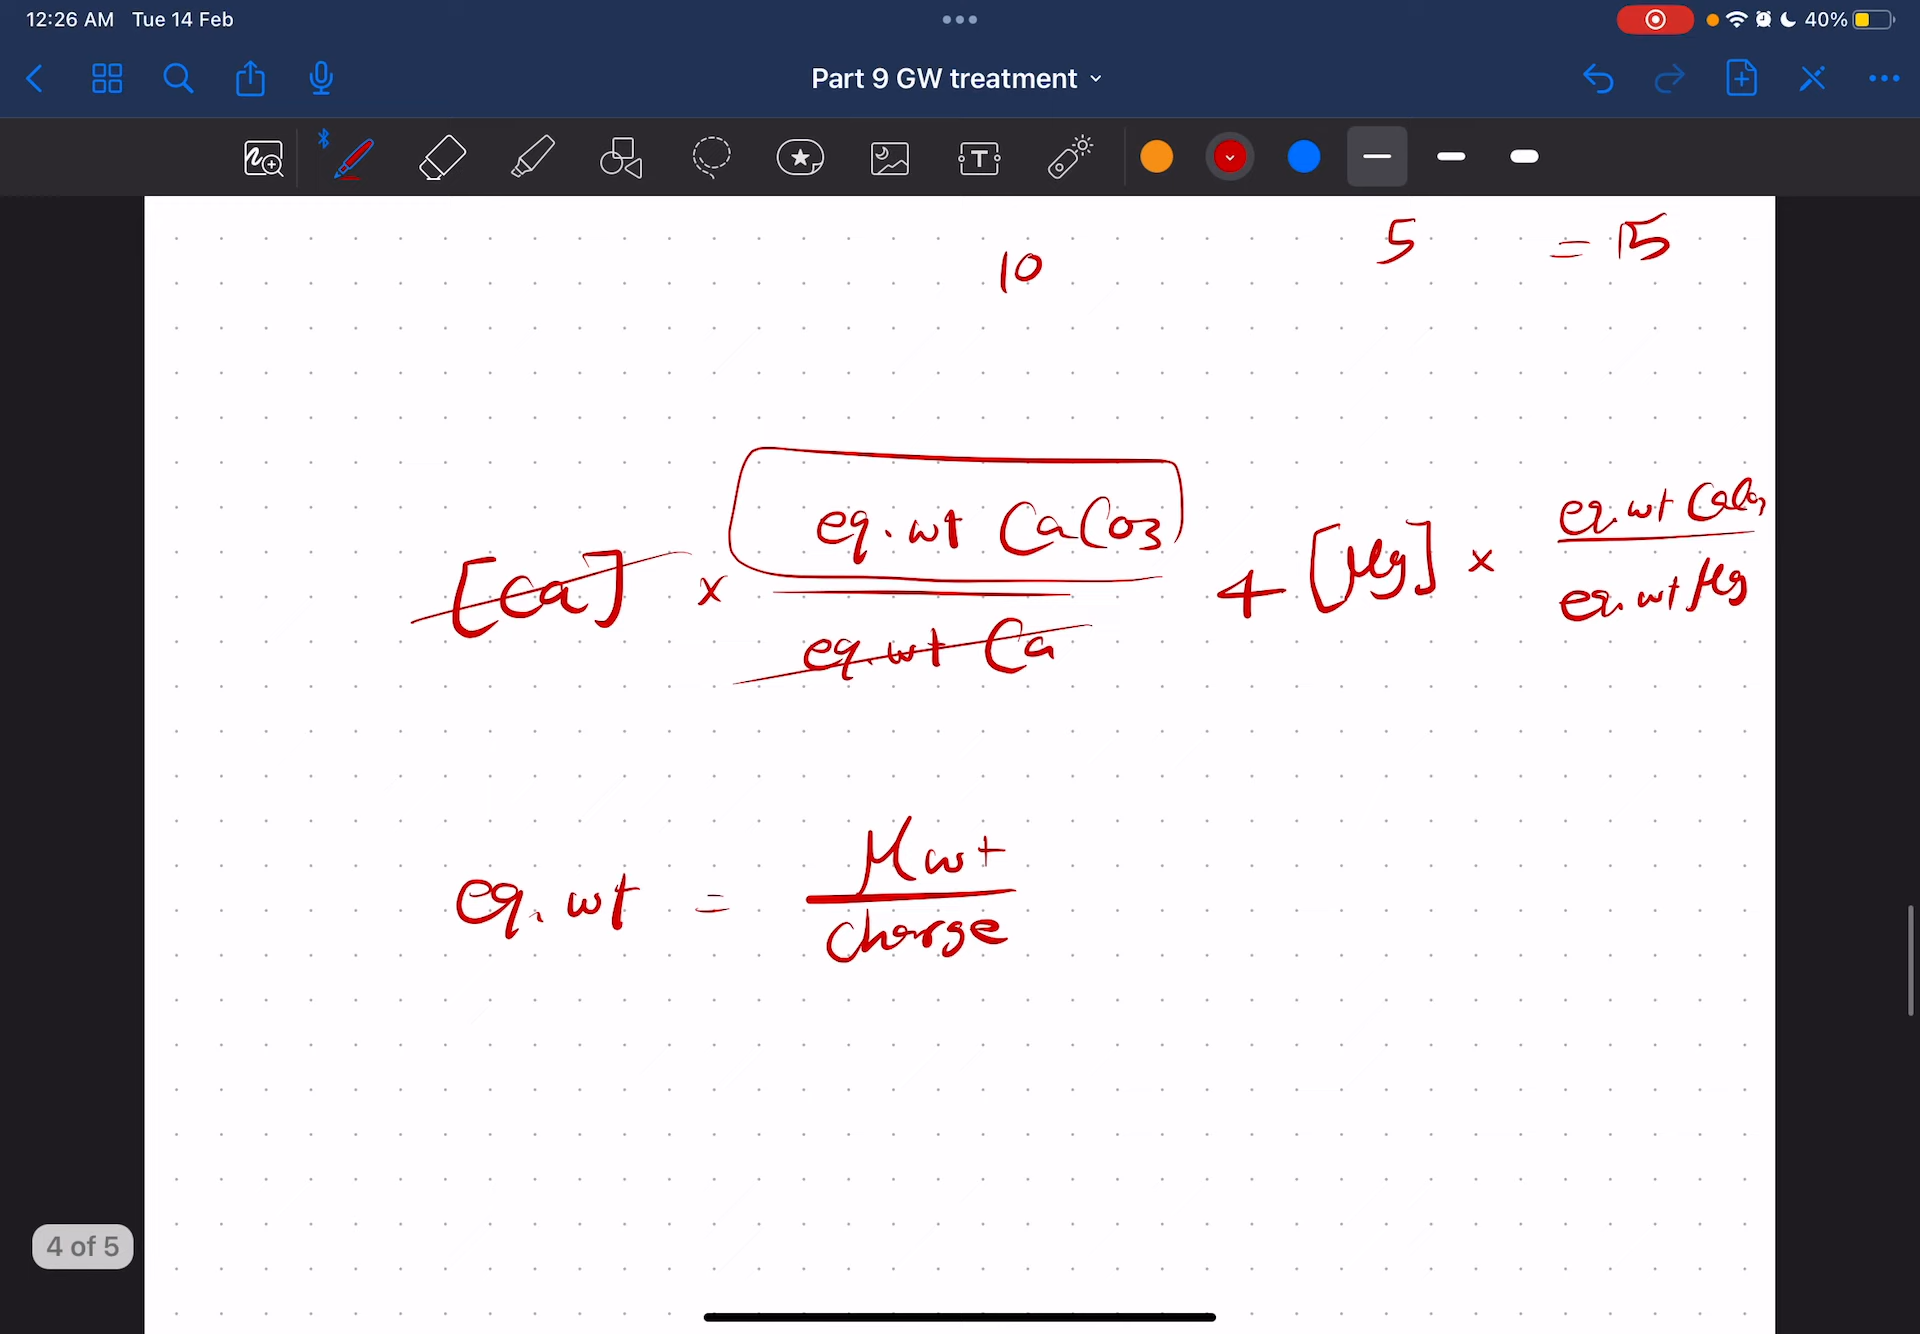 12:26 AM Tue 14 Feb
40%
Part 9 GW treatment
T
10 5 = 15
[Ca] x eq.wt CaCo3 / eq.wt Ca + [Mg] x eq.wt CaCo3 / eq.wt Mg
eq.wt = Mwt / charge
4 of 5